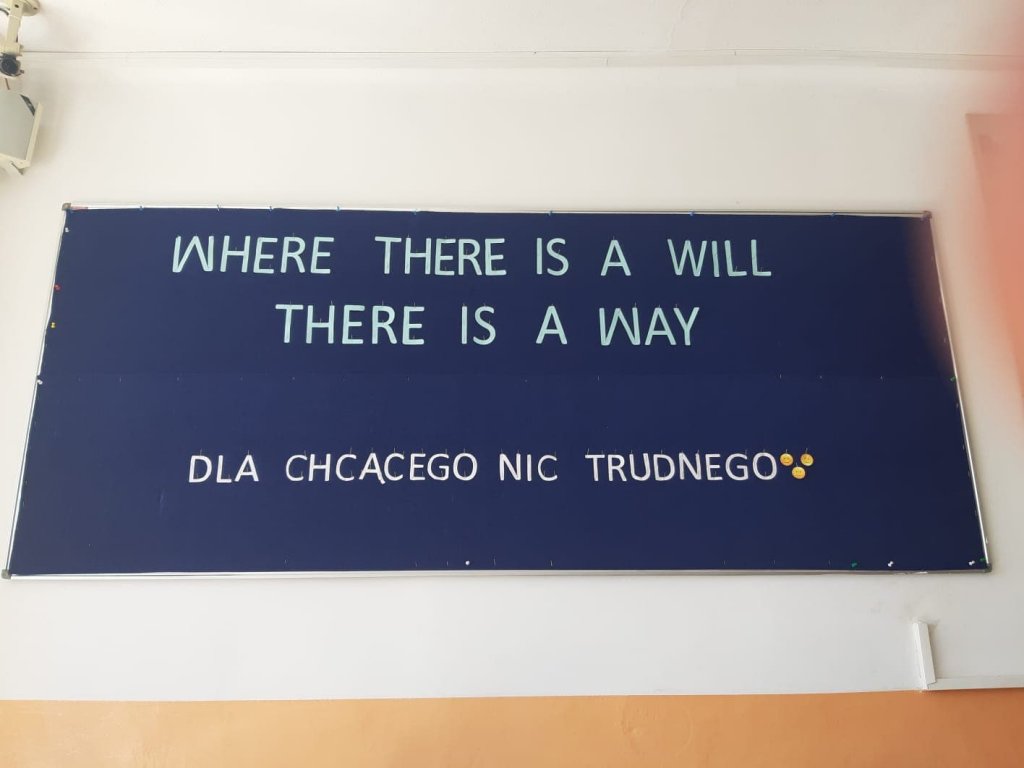 WHERE THERE IS A WILL
THERE IS A WAY
DLA CHCĄCEGO NIC TRUDNEGO